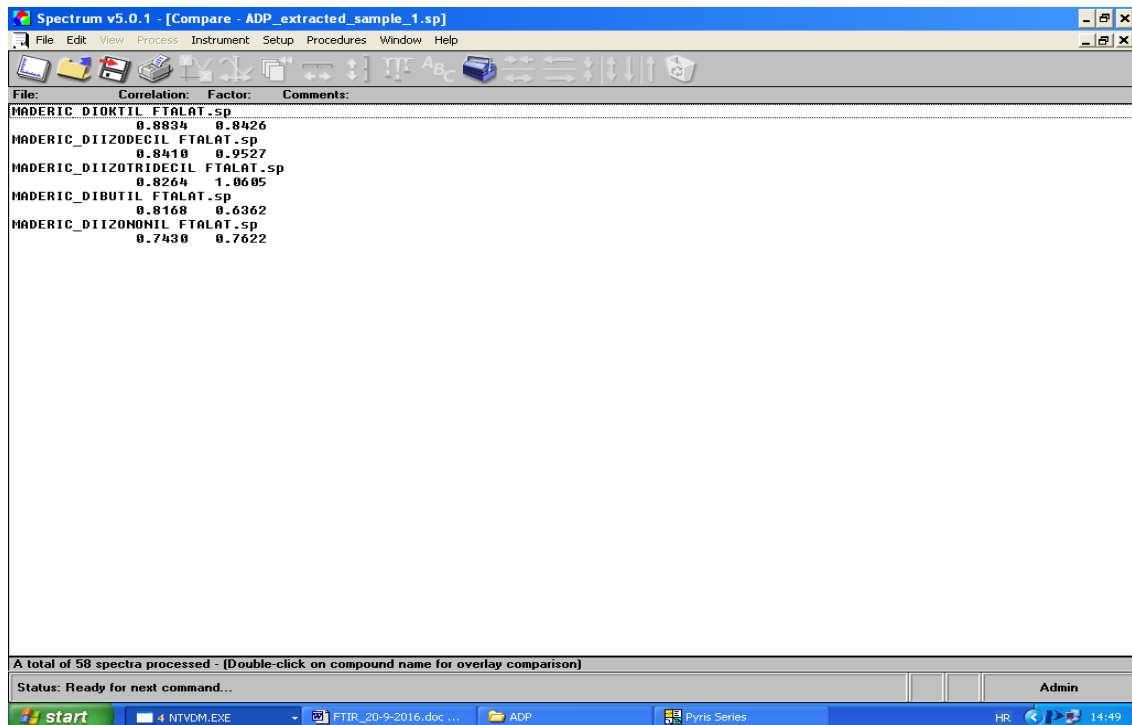 Spectrum v5.0.1 - [Compare - ADP_extracted_sample_1.sp]
File Edit View Process Instrument Setup Procedures Window Help
ABC
File: Correlation: Factor: Comments:
MADERIC DIOKTIL FTALAT.sp
0.8834 0.8426
MADERIC_DIIZODECIL FTALAT.sp
0.8410 0.9527
MADERIC_DIIZOTRIDECIL FTALAT.sp
0.8264 1.0605
MADERIC_DIBUTIL FTALAT.sp
0.8168 0.6362
MADERIC_DIIZONONIL FTALAT.sp
0.7430 0.7622
A total of 58 spectra processed - (Double-click on compound name for overlay comparison)
Status: Ready for next command...
Admin
start 4 NTVDM.EXE FTIR_20-9-2016.doc ... ADP Pyris Series HR 14:49